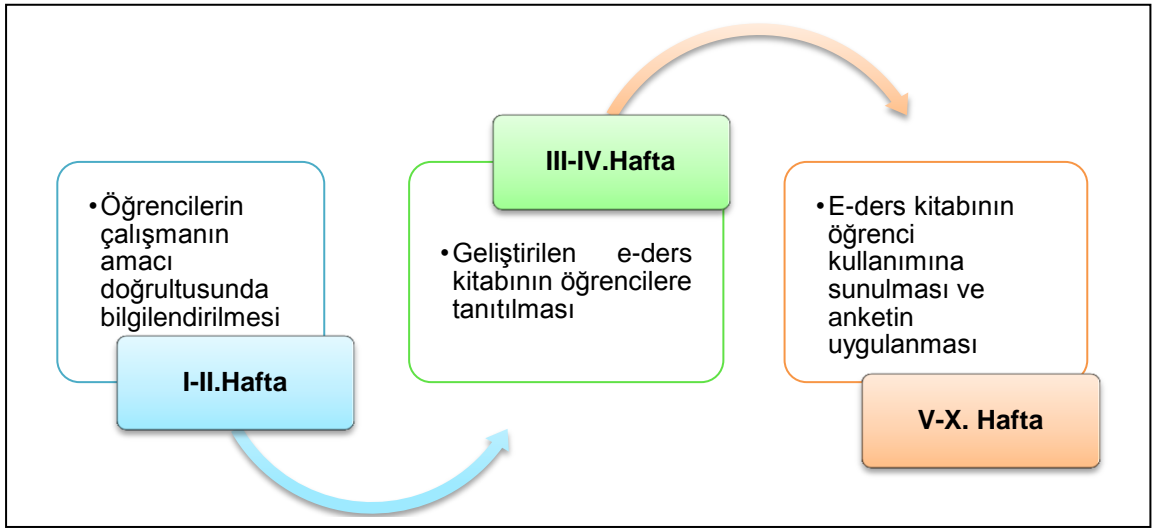 •Öğrencilerin
çalışmanın
amacı
doğrultusunda
bilgilendirilmesi
I-II.Hafta
III-IV.Hafta
•Geliştirilen e-ders
kitabının öğrencilere
tanıtılması
•E-ders kitabının
öğrenci
kullanımına
sunulması ve
anketin
uygulanması
V-X. Hafta